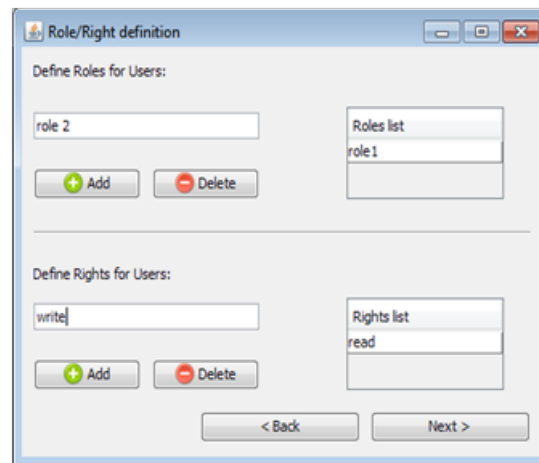 Role/Right definition
Define Roles for Users:
role 2
Roles list
role1
Add
Delete
Define Rights for Users:
write
Rights list
read
Add
Delete
< Back
Next >